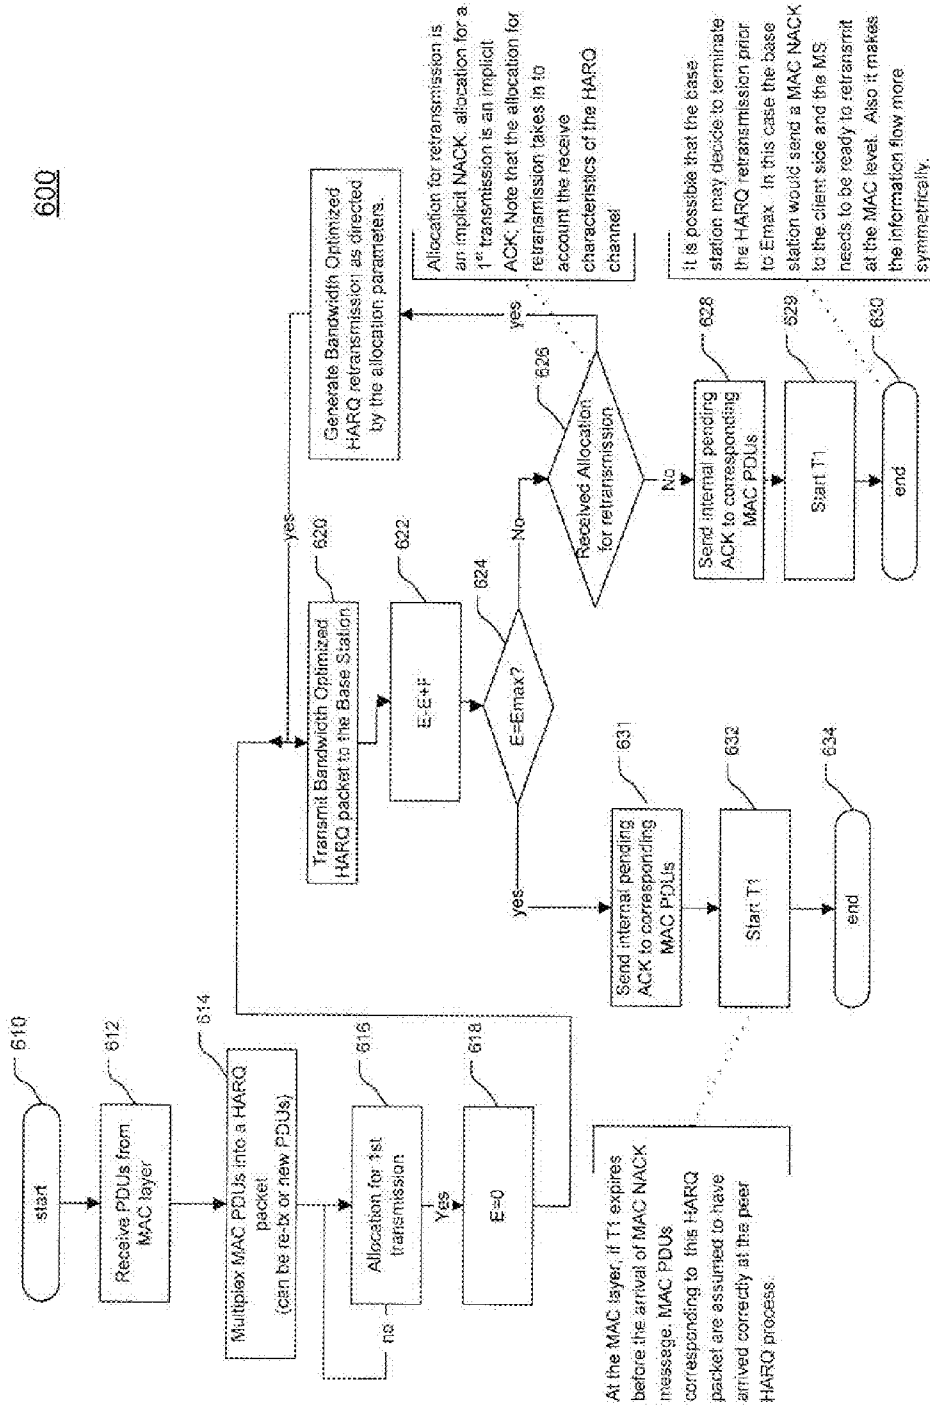 600
start
610
Receive PDUs from
MAC layer
612
Multiplex MAC PDUs into a HARQ
packet
(can be re-tx or new PDUs)
614
Allocation for 1st
transmission
616
no
Yes
E=0
618
yes
Transmit Bandwidth Optimized
HARQ packet to the Base Station
620
E-E+F
622
E=Emax?
624
yes
No
Generate Bandwidth Optimized
HARQ retransmission as directed
by the allocation parameters.
yes
Received Allocation
for retransmission
626
No
Send internal pending
ACK to corresponding
MAC PDUs
628
Start T1
629
end
630
Send internal pending
ACK to corresponding
MAC PDUs
631
Start T1
632
end
634
Allocation for retransmission is
an implicit NACK, allocation for a
1st transmission is an implicit
ACK; Note that the allocation for
retransmission takes in to
account the receive
characteristics of the HARQ
channel
It is possible that the base
station may decide to terminate
the HARQ retransmission prior
to Emax. In this case the base
station would send a MAC NACK
to the client side and the MS
needs to be ready to retransmit
at the MAC level. Also it makes
the information flow more
symmetrically.
At the MAC layer, if T1 expires
before the arrival of MAC NACK
message, MAC PDUs
corresponding to this HARQ
packet are assumed to have
arrived correctly at the peer
HARQ process.